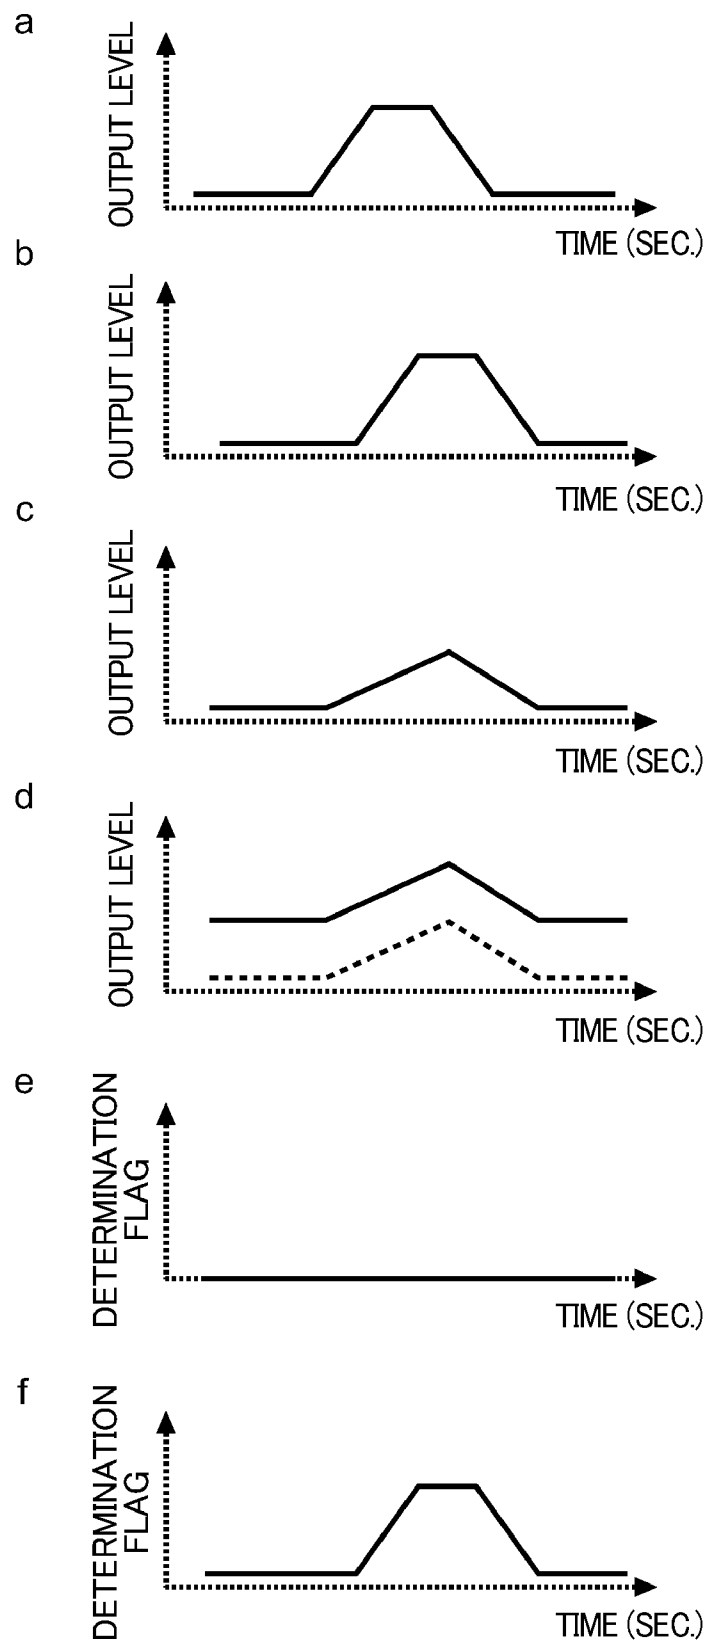 a
OUTPUT LEVEL
TIME (SEC.)
b
OUTPUT LEVEL
TIME (SEC.)
c
OUTPUT LEVEL
TIME (SEC.)
d
OUTPUT LEVEL
TIME (SEC.)
e
DETERMINATION
FLAG
TIME (SEC.)
f
DETERMINATION
FLAG
TIME (SEC.)